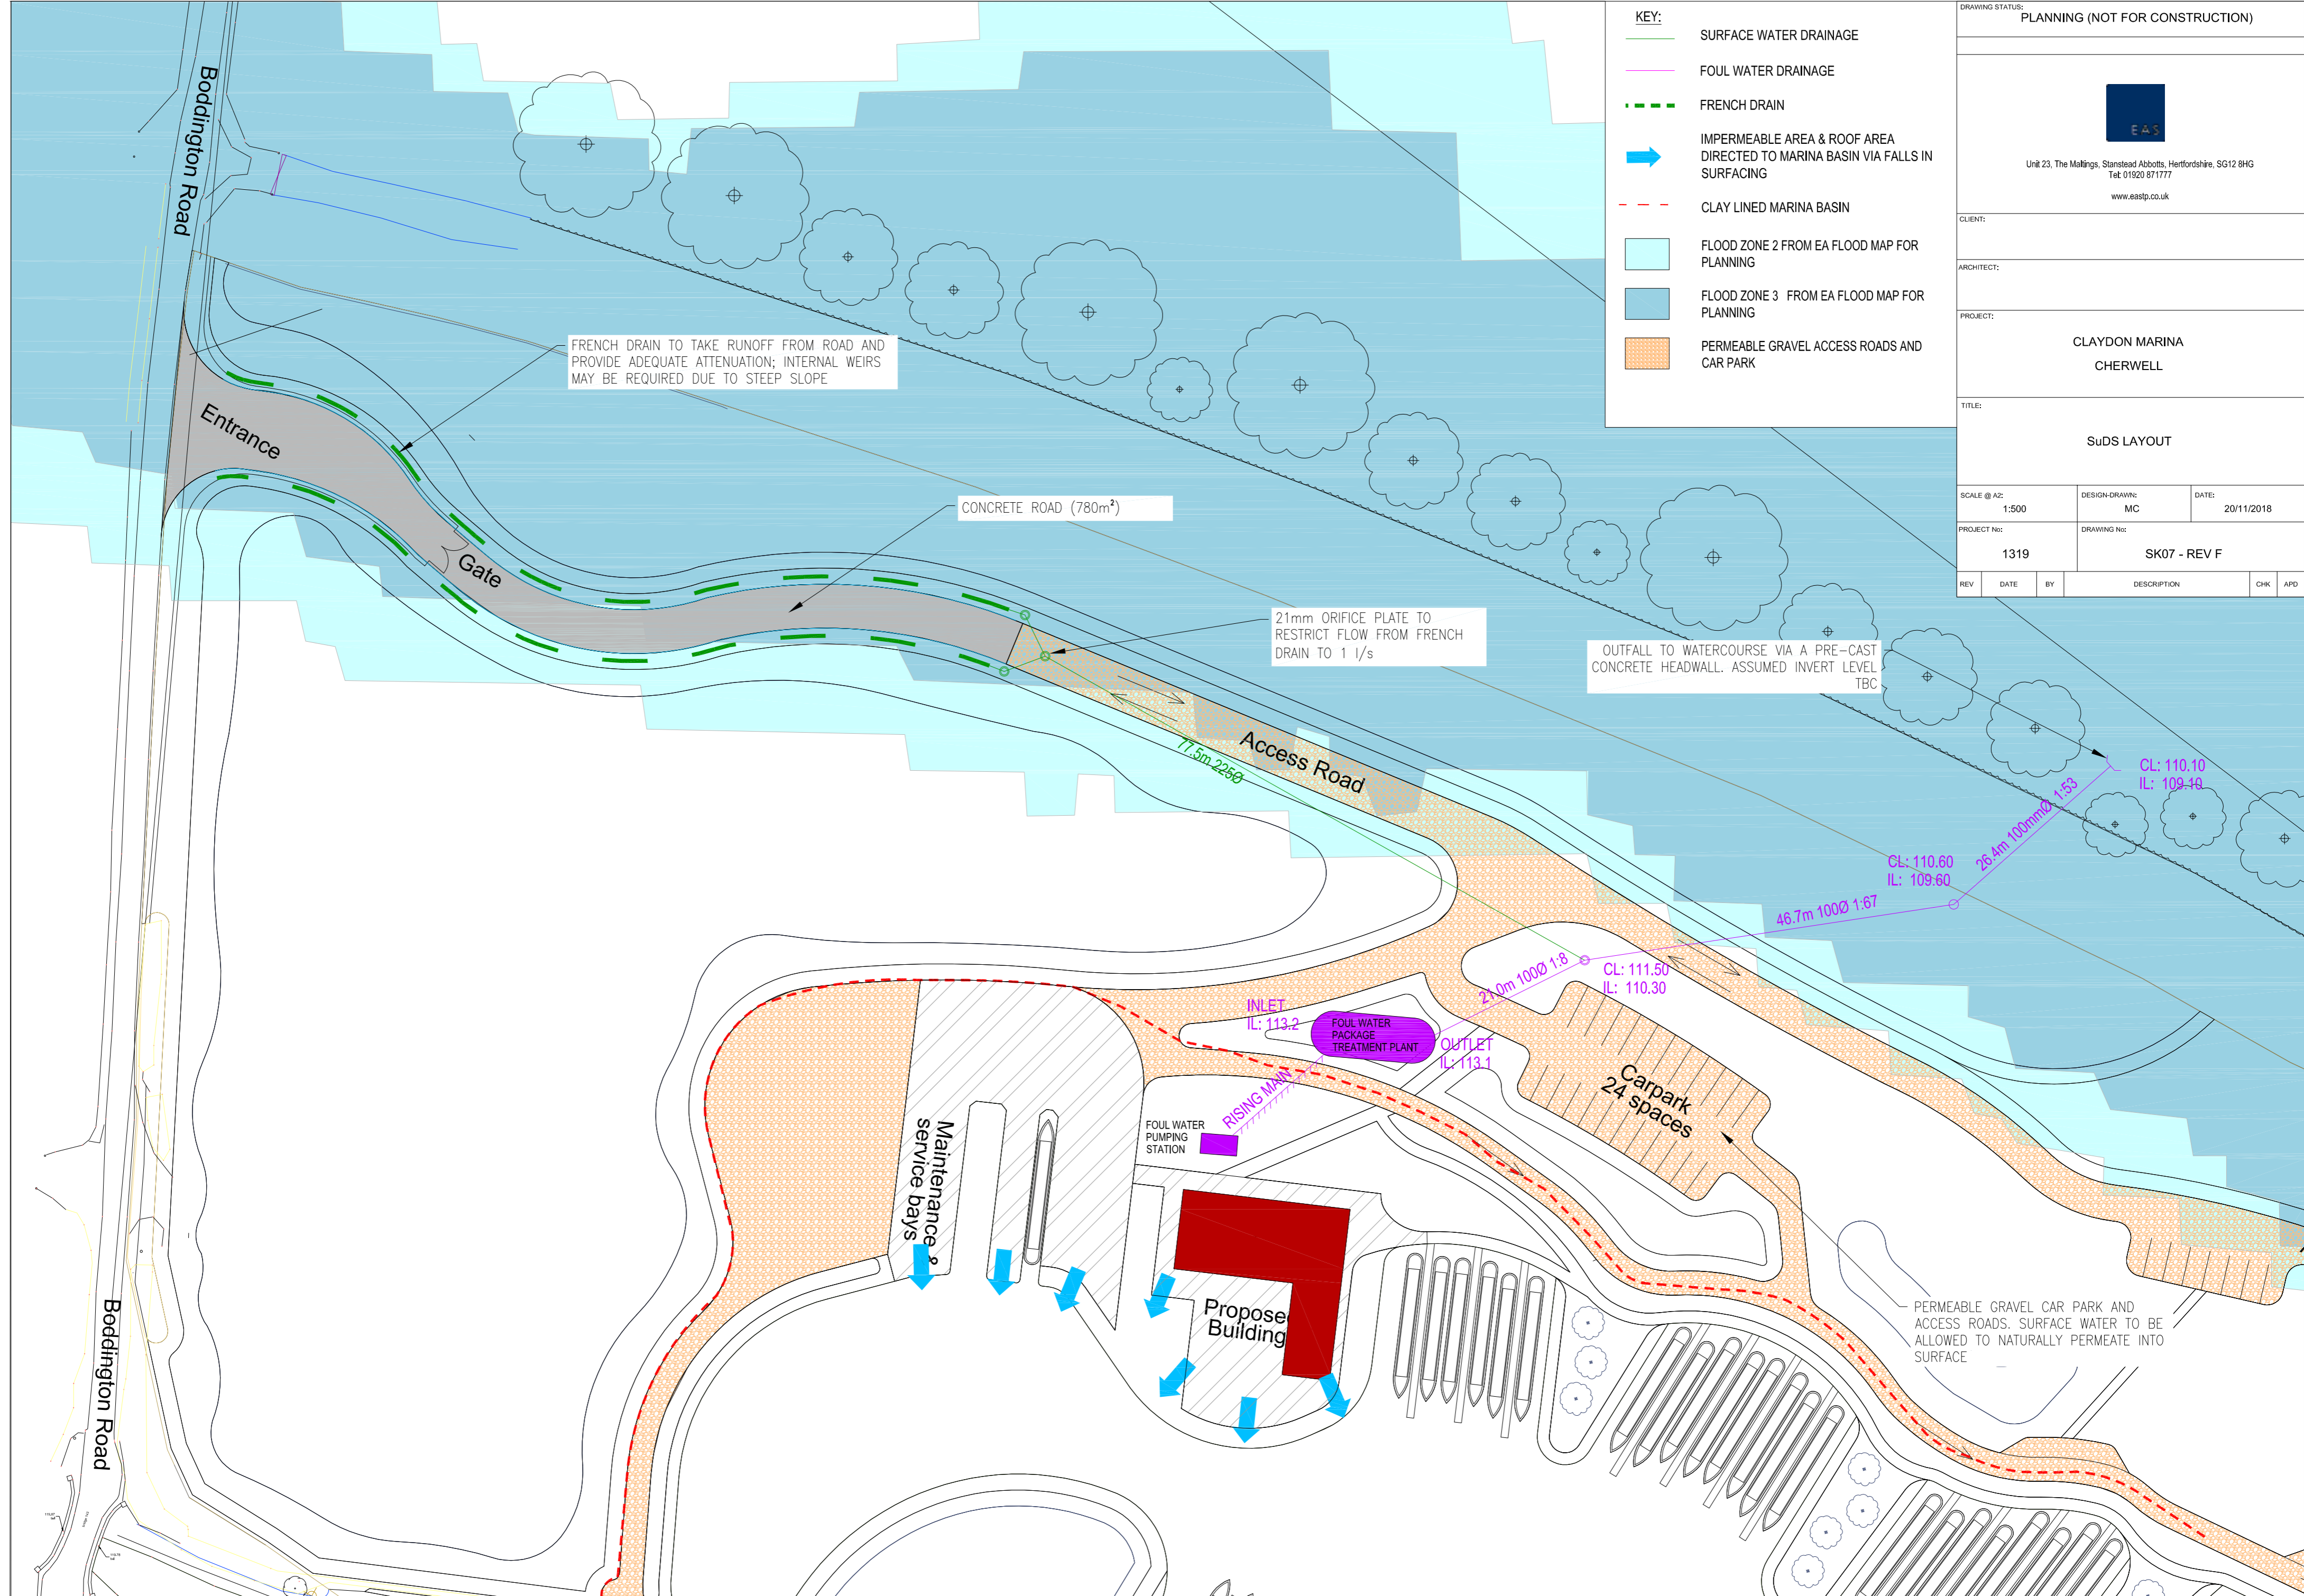 KEY:
SURFACE WATER DRAINAGE
FOUL WATER DRAINAGE
FRENCH DRAIN
IMPERMEABLE AREA & ROOF AREA
DIRECTED TO MARINA BASIN VIA FALLS IN
SURFACING
CLAY LINED MARINA BASIN
FLOOD ZONE 2 FROM EA FLOOD MAP FOR
PLANNING
FLOOD ZONE 3 FROM EA FLOOD MAP FOR
PLANNING
PERMEABLE GRAVEL ACCESS ROADS AND
CAR PARK
DRAWING STATUS:
PLANNING (NOT FOR CONSTRUCTION)
EAS
Unit 23, The Maltings, Stanstead Abbotts, Hertfordshire, SG12 8HG
Tel: 01920 871777
www.eastp.co.uk
CLIENT:
ARCHITECT:
PROJECT:
CLAYDON MARINA
CHERWELL
TITLE:
SuDS LAYOUT
SCALE @ A2:
1:500
DESIGN-DRAWN:
MC
DATE:
20/11/2018
PROJECT No:
1319
DRAWING No:
SK07 - REV F
REV DATE BY DESCRIPTION CHK APD
Boddington Road
FRENCH DRAIN TO TAKE RUNOFF FROM ROAD AND
PROVIDE ADEQUATE ATTENUATION; INTERNAL WEIRS
MAY BE REQUIRED DUE TO STEEP SLOPE
Entrance
CONCRETE ROAD (780m²)
Gate
21mm ORIFICE PLATE TO
RESTRICT FLOW FROM FRENCH
DRAIN TO 1 l/s
OUTFALL TO WATERCOURSE VIA A PRE-CAST
CONCRETE HEADWALL. ASSUMED INVERT LEVEL
TBC
Access Road
77.5m 225Ø
CL: 110.10
IL: 109.10
26.4m 100mmØ 1:53
CL: 110.60
IL: 109.60
46.7m 100Ø 1:67
CL: 111.50
IL: 110.30
21.0m 100Ø 1:8
INLET
IL: 113.2
FOUL WATER
PACKAGE
TREATMENT PLANT
OUTLET
IL: 113.1
RISING MAIN
FOUL WATER
PUMPING
STATION
Carpark
24 spaces
Maintenance &
service bays
Proposed
Building
PERMEABLE GRAVEL CAR PARK AND
ACCESS ROADS. SURFACE WATER TO BE
ALLOWED TO NATURALLY PERMEATE INTO
SURFACE
Boddington Road